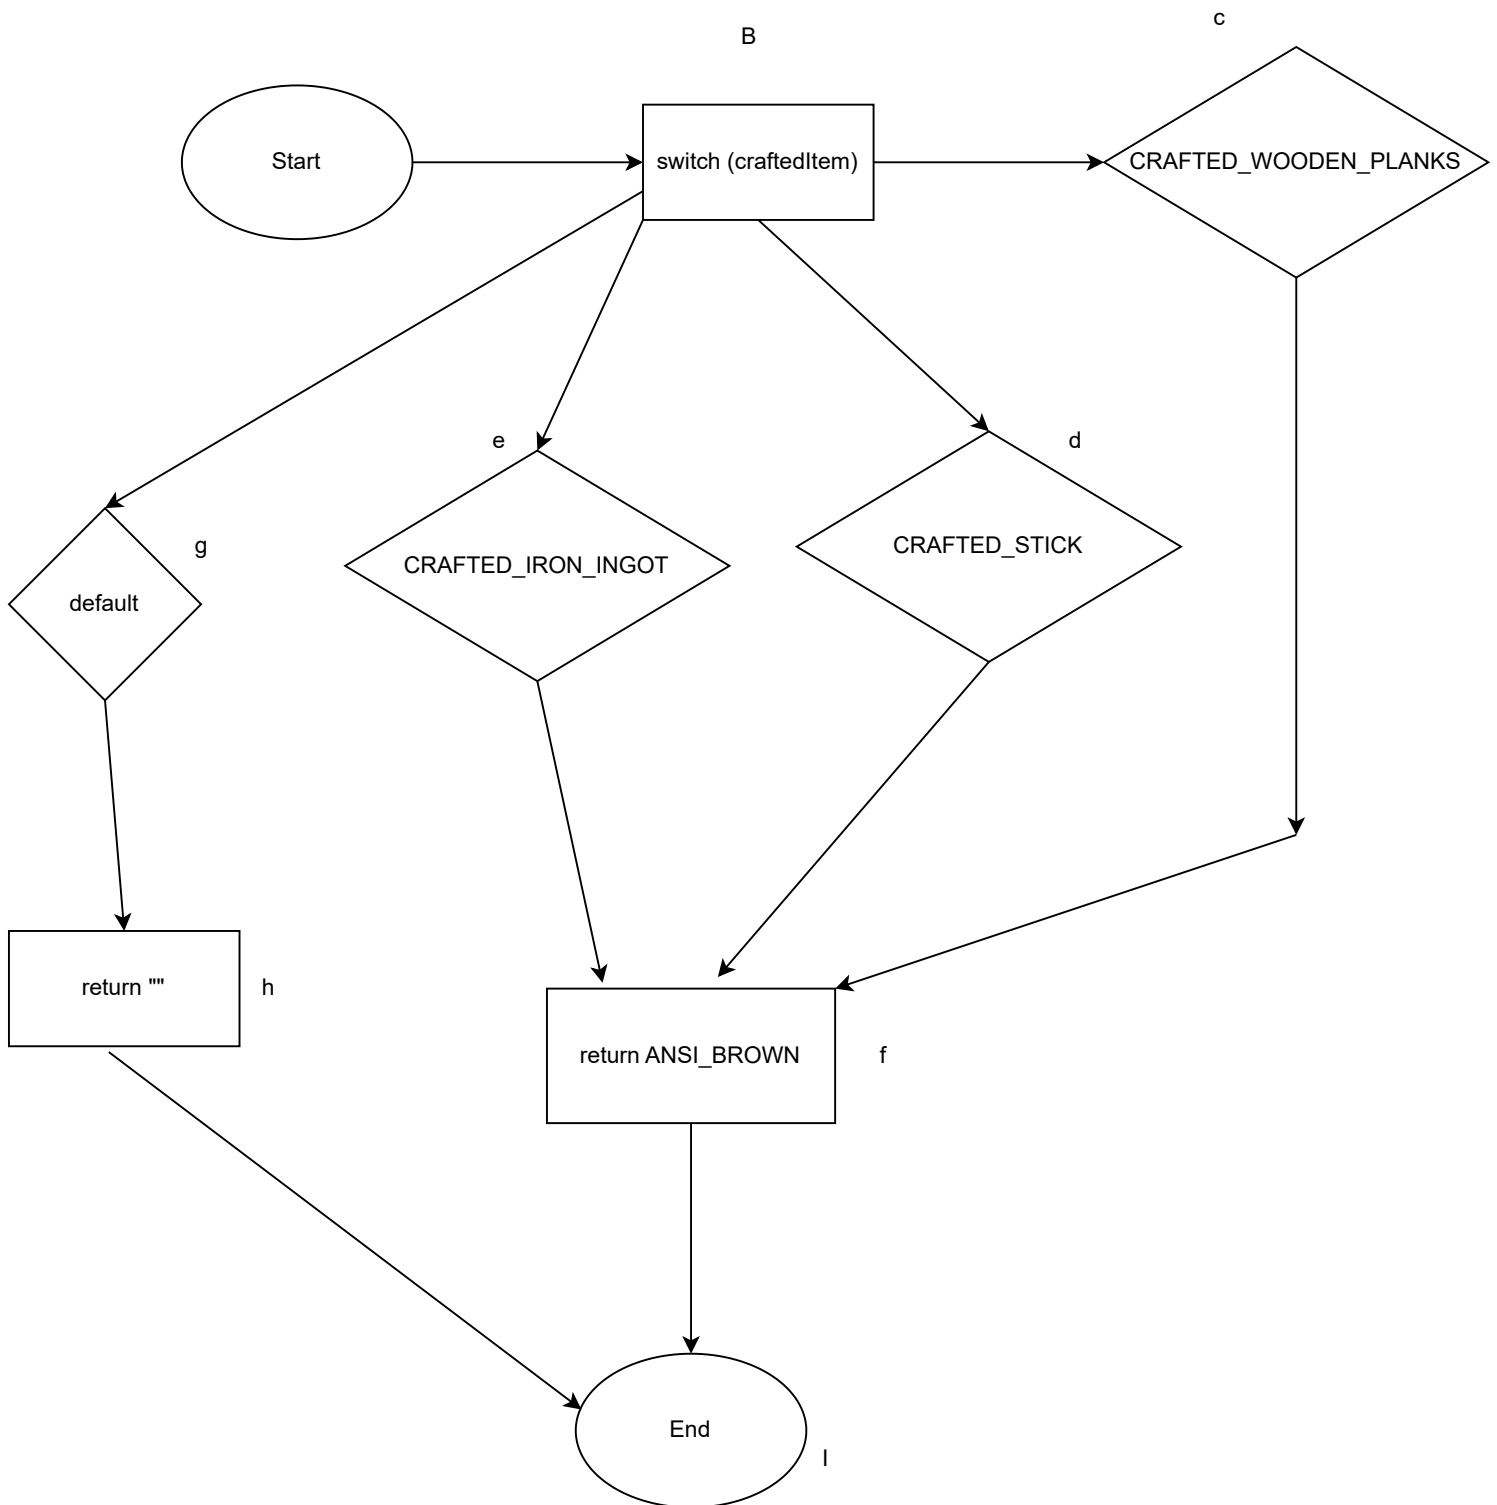 c
B
Start
switch (craftedItem)
CRAFTED_WOODEN_PLANKS
e
d
g
CRAFTED_IRON_INGOT
CRAFTED_STICK
default
return ""
h
return ANSI_BROWN
f
End
I